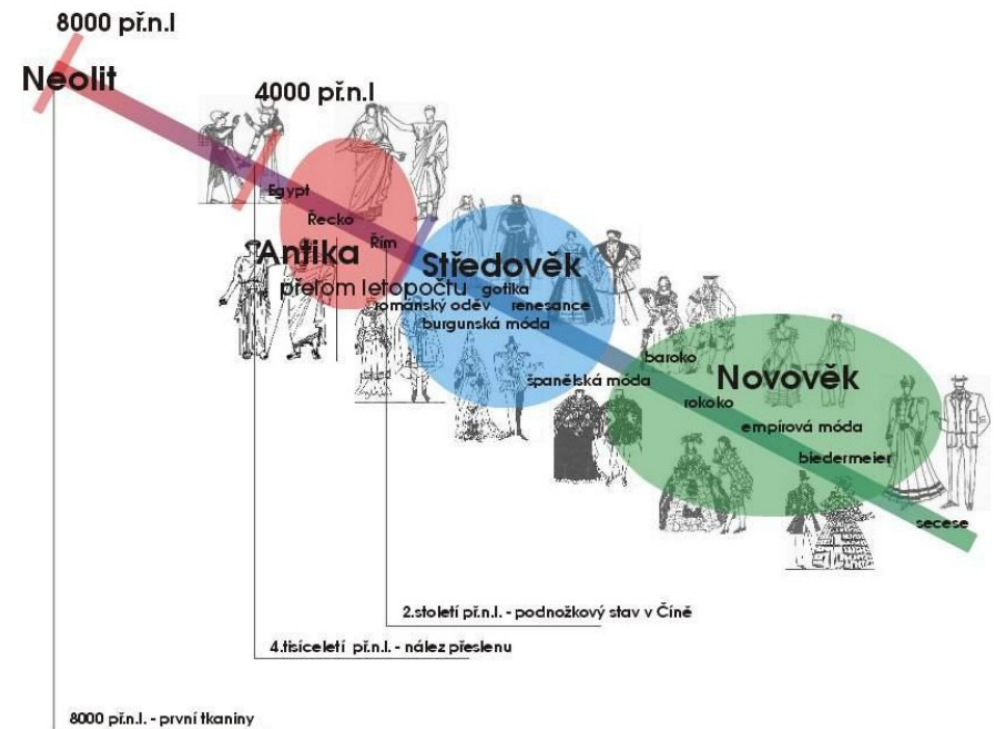 8000 př.n.l
Neolit
4000 př.n.l
Egypt
Řecko
Řím
Antika
přelom letopočtu
Středověk
gotika
románský oděv
renesance
burgunská móda
španělská móda
baroko
Novověk
rokoko
empírová móda
biedermeier
secese
2.století př.n.l. - podnožkový stav v Číně
4.tisíceletí př.n.l. - nález přeslenu
8000 př.n.l. - první tkaniny